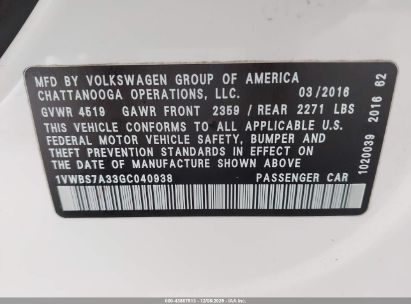 MFD BY VOLKSWAGEN GROUP OF AMERICA
CHATTANOOGA OPERATIONS, LLC. 03/2016
GVWR 4519 GAWR FRONT 2359 / REAR 2271 LBS
THIS VEHICLE CONFORMS TO ALL APPLICABLE U.S.
FEDERAL MOTOR VEHICLE SAFETY, BUMPER AND
THEFT PREVENTION STANDARDS IN EFFECT ON
THE DATE OF MANUFACTURE SHOWN ABOVE
1VWBS7A33GC040938 PASSENGER CAR
1020039 2016 62